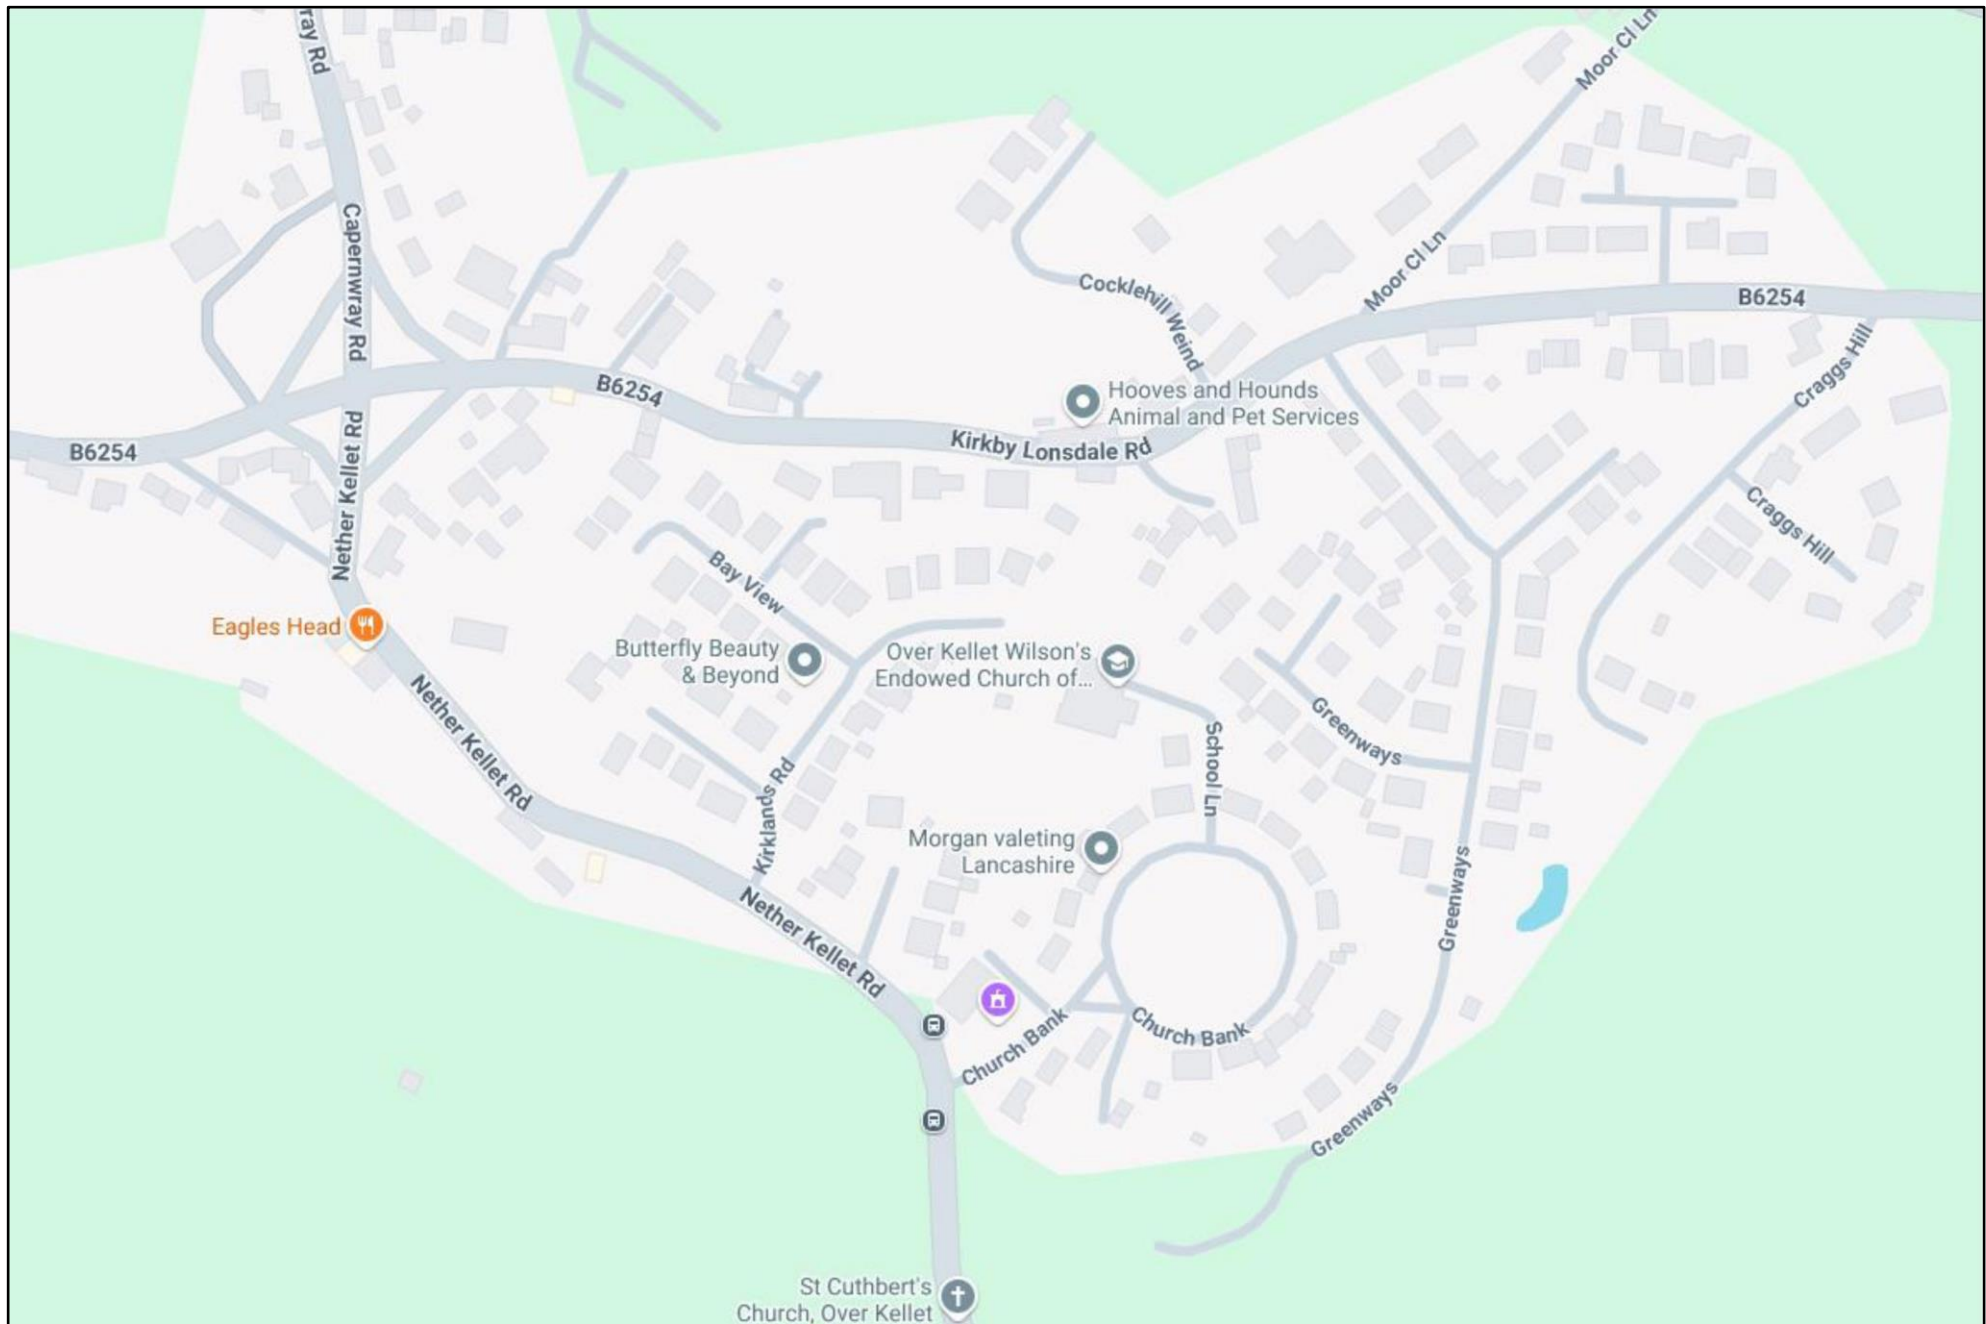 ray Rd
Moor Cl Ln
Capernwray Rd
Moor Cl Ln
Cocklehill Weind
B6254
Craggs Hill
B6254
Hooves and Hounds
Animal and Pet Services
Nether Kellet Rd
B6254
Kirkby Lonsdale Rd
Craggs Hill
Bay View
Eagles Head
Butterfly Beauty
& Beyond
Over Kellet Wilson's
Endowed Church of...
Nether Kellet Rd
School Ln
Greenways
Kirklands Rd
Morgan valeting
Lancashire
Greenways
Nether Kellet Rd
Church Bank
Church Bank
Greenways
St Cuthbert's
Church, Over Kellet